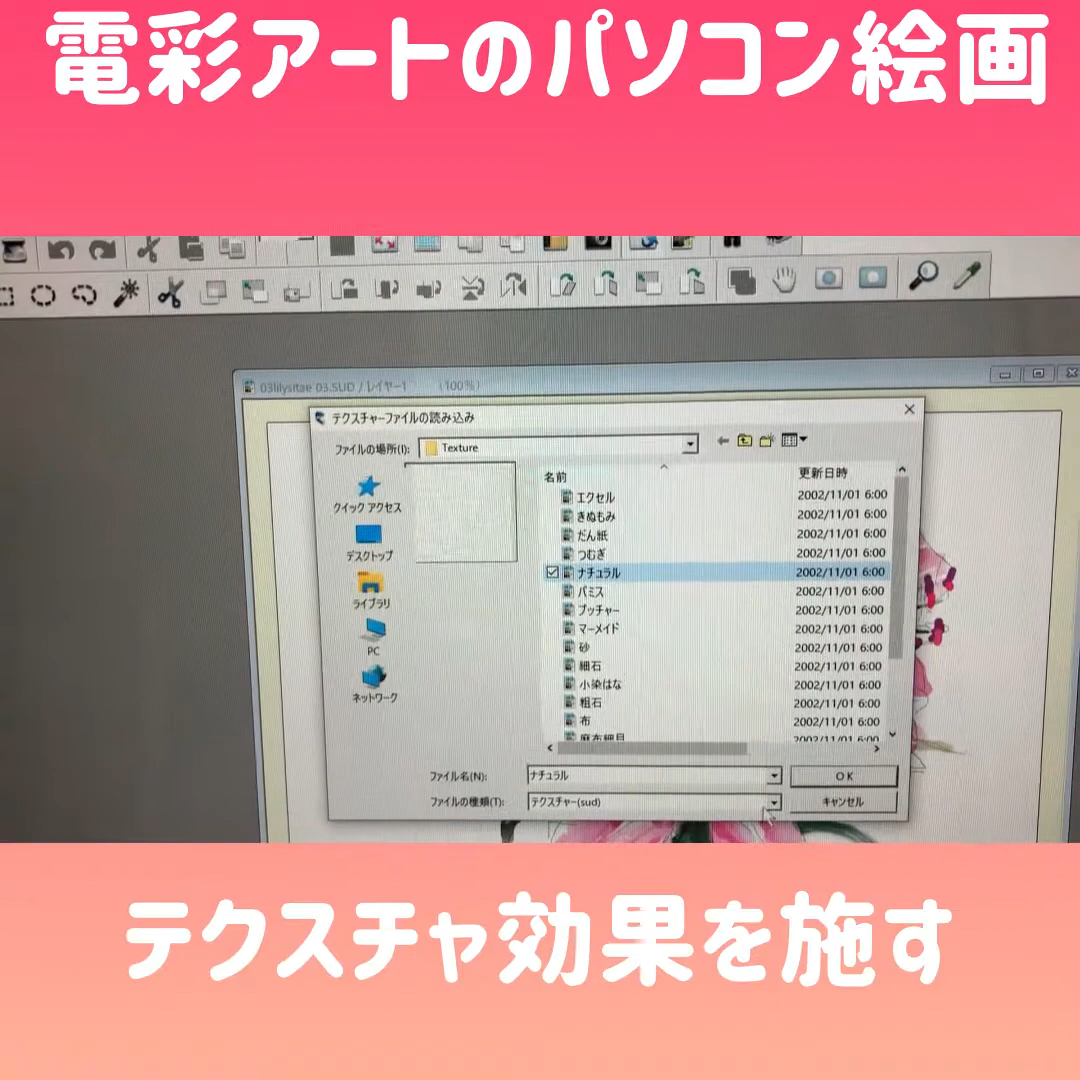 電彩アートのパソコン絵画
03lilysitae 03.SUD / レイヤー1 (100%)
テクスチャーファイルの読み込み
ファイルの場所(I): Texture
名前 更新日時
エクセル 2002/11/01 6:00
きぬもみ 2002/11/01 6:00
だん紙 2002/11/01 6:00
つむぎ 2002/11/01 6:00
ナチュラル 2002/11/01 6:00
パミス 2002/11/01 6:00
ブッチャー 2002/11/01 6:00
マーメイド 2002/11/01 6:00
砂 2002/11/01 6:00
細石 2002/11/01 6:00
小染はな 2002/11/01 6:00
粗石 2002/11/01 6:00
布 2002/11/01 6:00
麻布細目 2002/11/01 6:00
クイック アクセス
デスクトップ
ライブラリ
PC
ネットワーク
ファイル名(N): ナチュラル OK
ファイルの種類(T): テクスチャー(sud) キャンセル
テクスチャ効果を施す